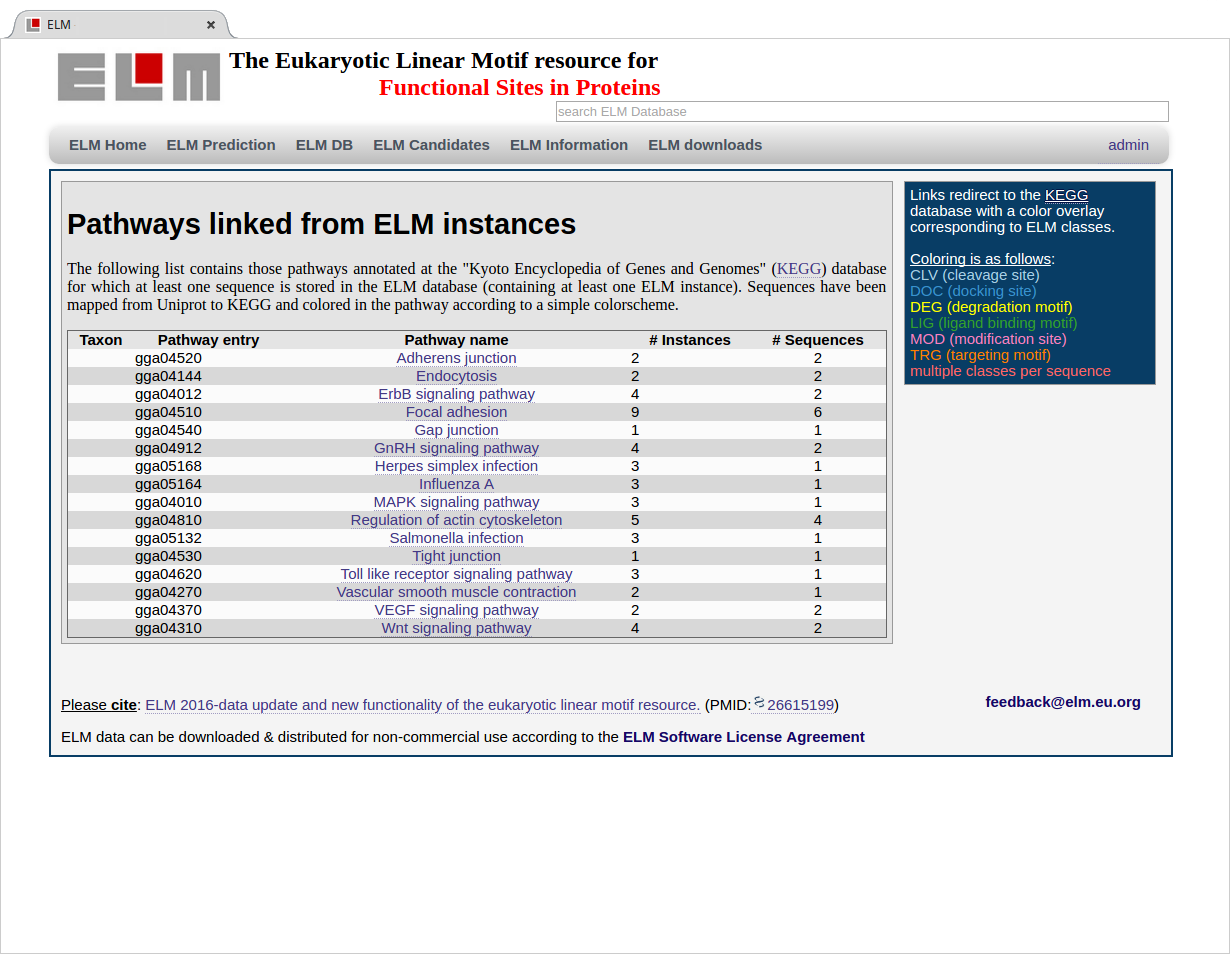 ELM
ELM The Eukaryotic Linear Motif resource for
Functional Sites in Proteins
search ELM Database
ELM Home ELM Prediction ELM DB ELM Candidates ELM Information ELM downloads admin
Pathways linked from ELM instances
The following list contains those pathways annotated at the "Kyoto Encyclopedia of Genes and Genomes" (KEGG) database
for which at least one sequence is stored in the ELM database (containing at least one ELM instance). Sequences have been
mapped from Uniprot to KEGG and colored in the pathway according to a simple colorscheme.
Taxon Pathway entry Pathway name # Instances # Sequences
gga04520 Adherens junction 2 2
gga04144 Endocytosis 2 2
gga04012 ErbB signaling pathway 4 2
gga04510 Focal adhesion 9 6
gga04540 Gap junction 1 1
gga04912 GnRH signaling pathway 4 2
gga05168 Herpes simplex infection 3 1
gga05164 Influenza A 3 1
gga04010 MAPK signaling pathway 3 1
gga04810 Regulation of actin cytoskeleton 5 4
gga05132 Salmonella infection 3 1
gga04530 Tight junction 1 1
gga04620 Toll like receptor signaling pathway 3 1
gga04270 Vascular smooth muscle contraction 2 1
gga04370 VEGF signaling pathway 2 2
gga04310 Wnt signaling pathway 4 2
Links redirect to the KEGG
database with a color overlay
corresponding to ELM classes.
Coloring is as follows:
CLV (cleavage site)
DOC (docking site)
DEG (degradation motif)
LIG (ligand binding motif)
MOD (modification site)
TRG (targeting motif)
multiple classes per sequence
Please cite: ELM 2016-data update and new functionality of the eukaryotic linear motif resource. (PMID:26615199)
feedback@elm.eu.org
ELM data can be downloaded & distributed for non-commercial use according to the ELM Software License Agreement